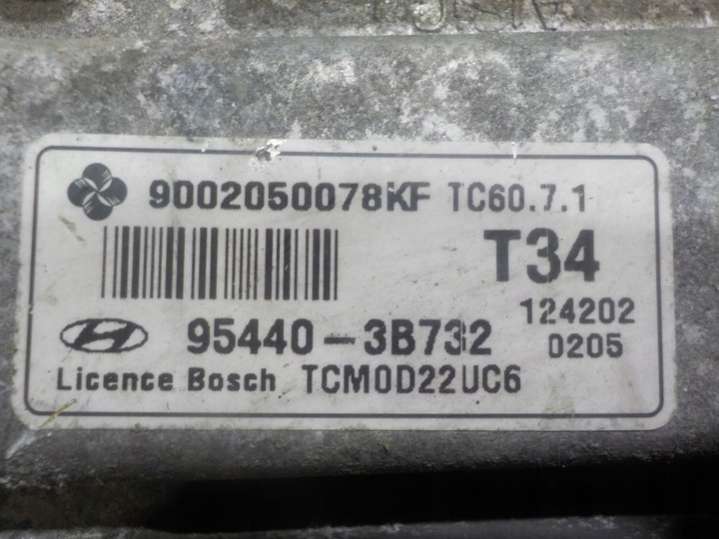 9002050078KF TC60.7.1
T34
95440-3B732
124202
0205
Licence Bosch TCM0D22UC6